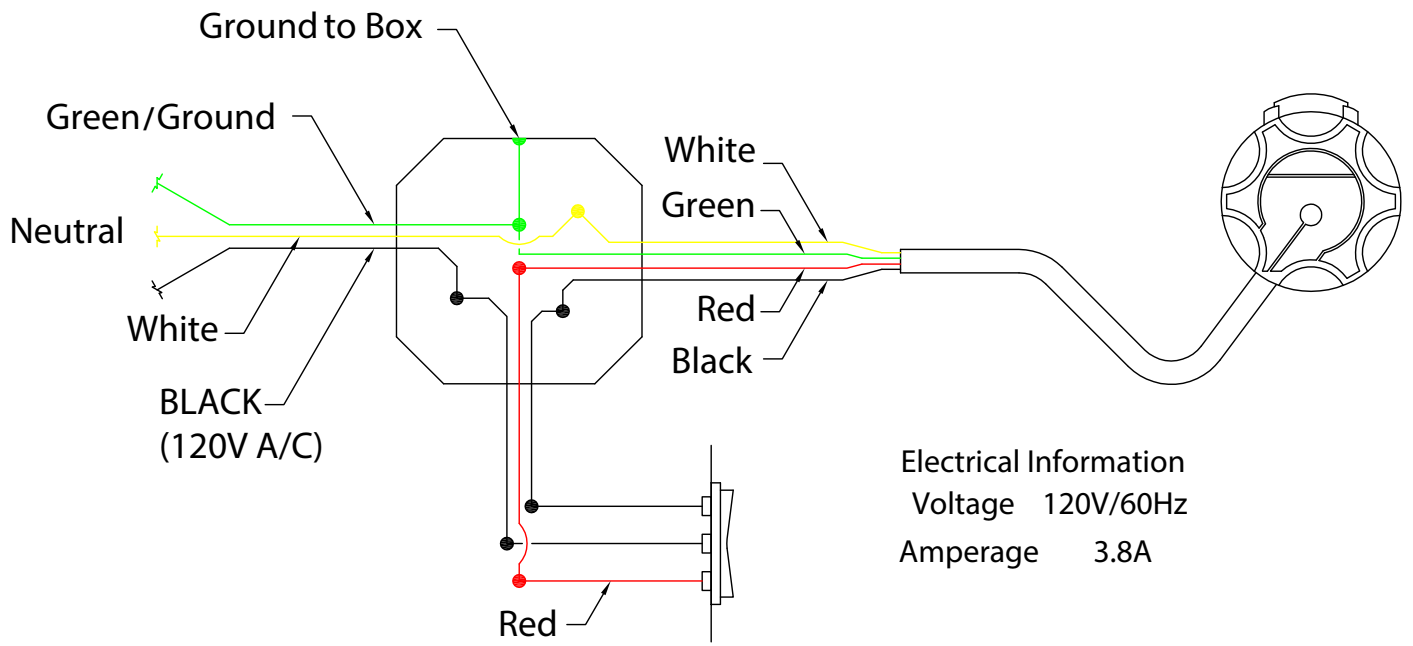 Ground to Box
Green/Ground
White
Green
Neutral
Red
White
Black
BLACK
(120V A/C)
Electrical Information
Voltage 120V/60Hz
Amperage 3.8A
Red